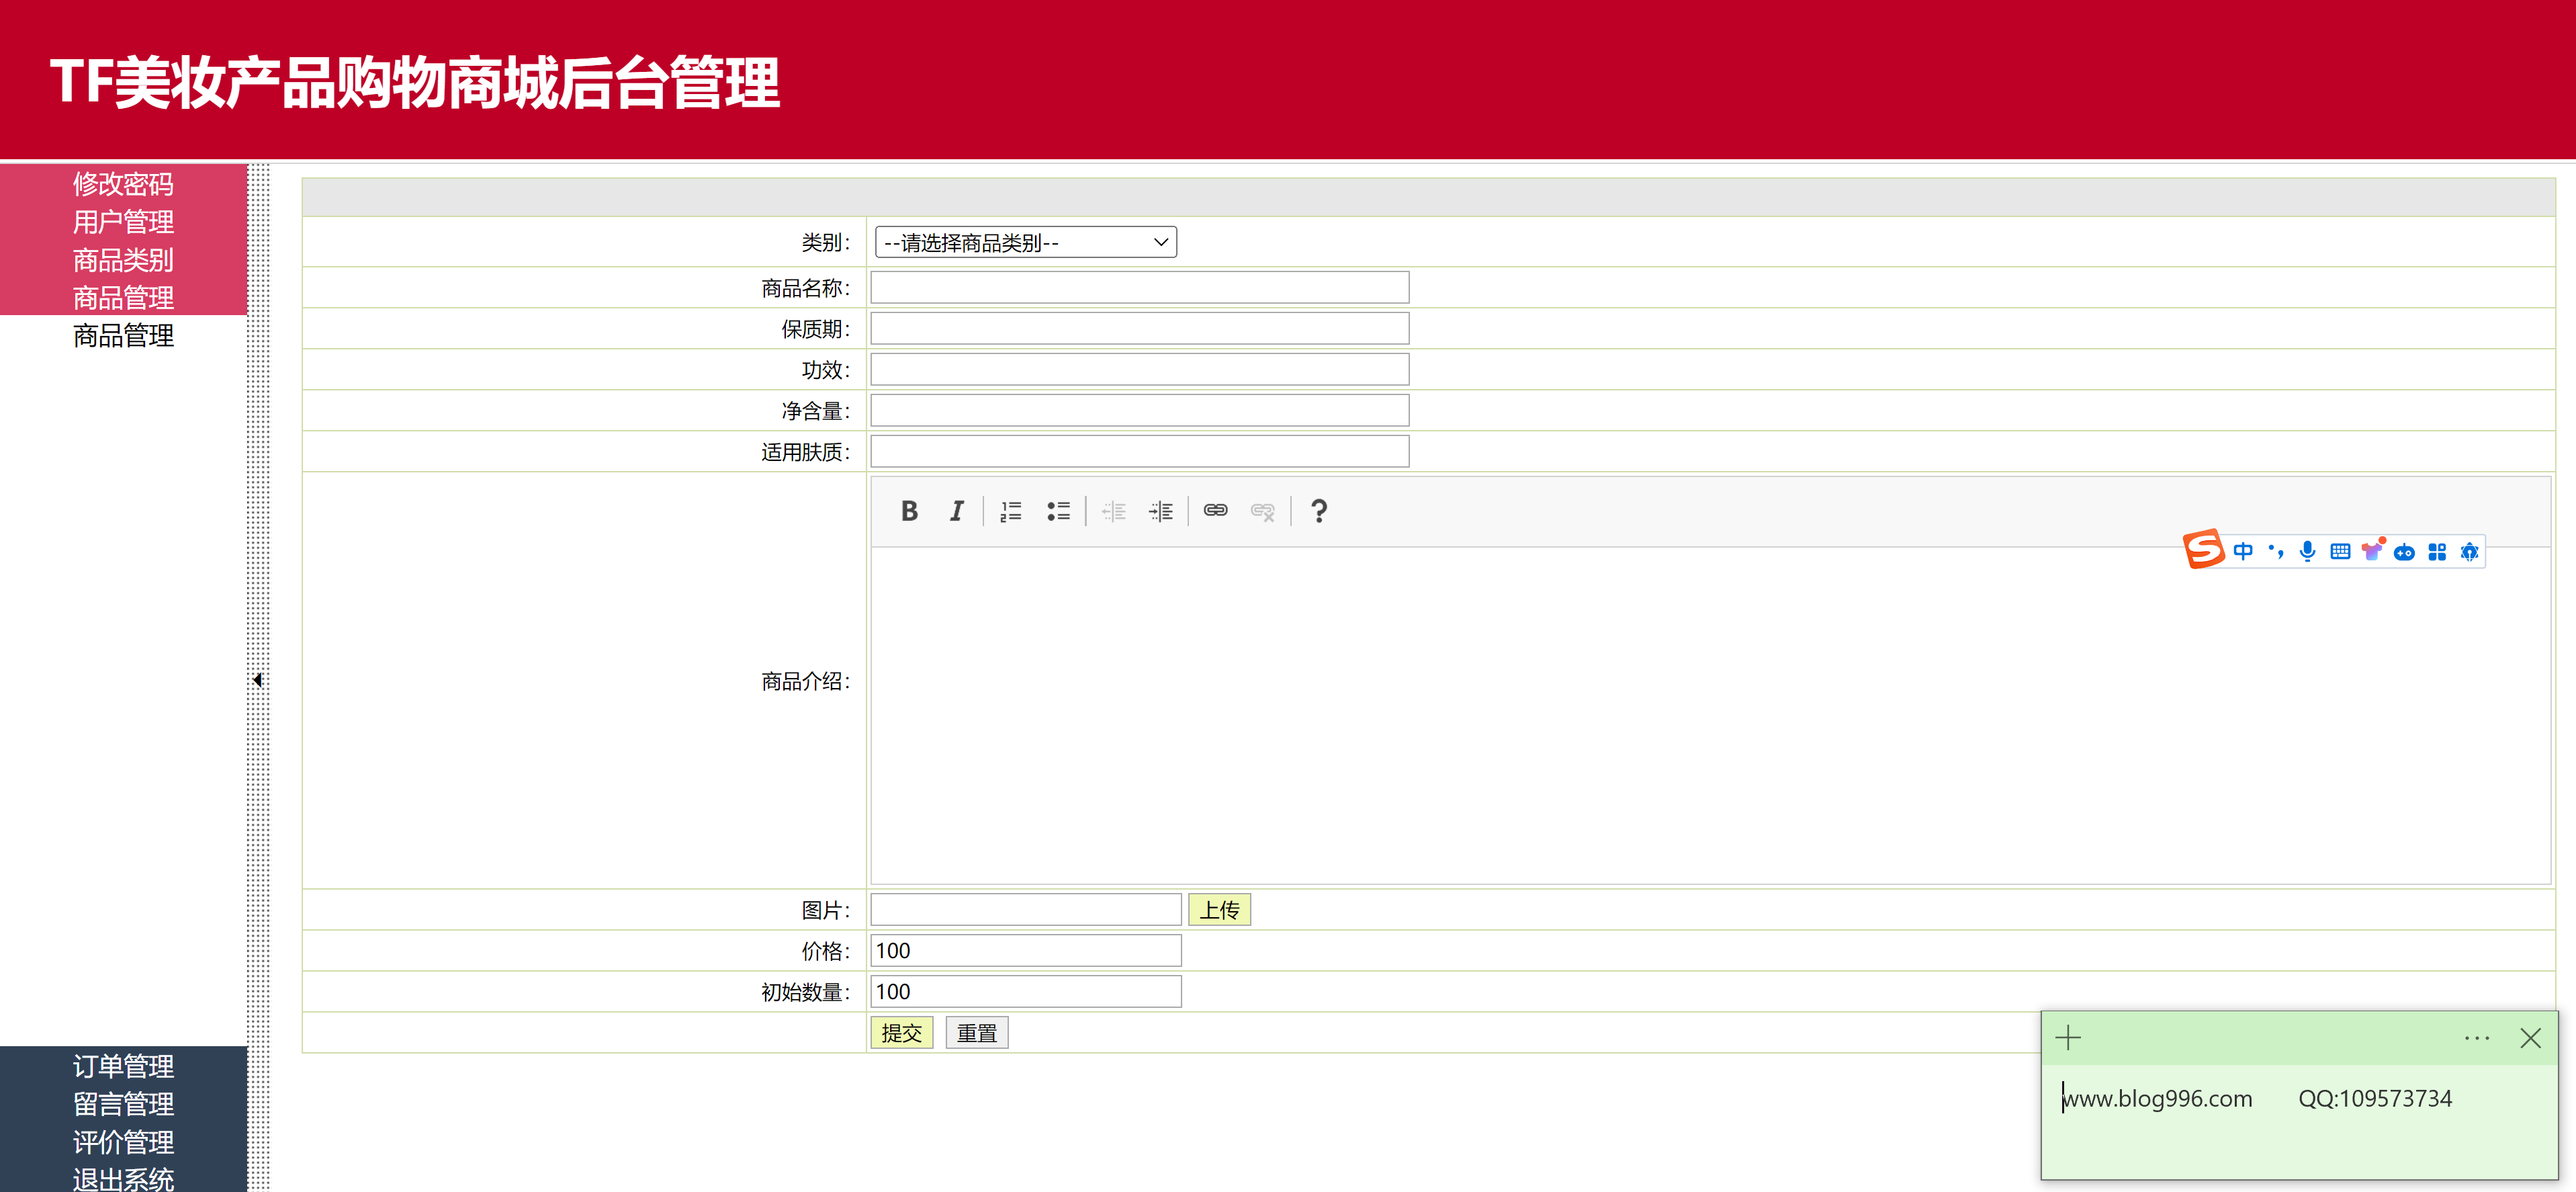 TF美妆产品购物商城后台管理
修改密码
用户管理
商品类别
商品管理
商品管理
类别: --请选择商品类别--
商品名称:
保质期:
功效:
净含量:
适用肤质:
B I ?
中
商品介绍:
图片: 上传
价格: 100
初始数量: 100
提交 重置
订单管理
留言管理
评价管理
退出系统
www.blog996.com QQ:109573734